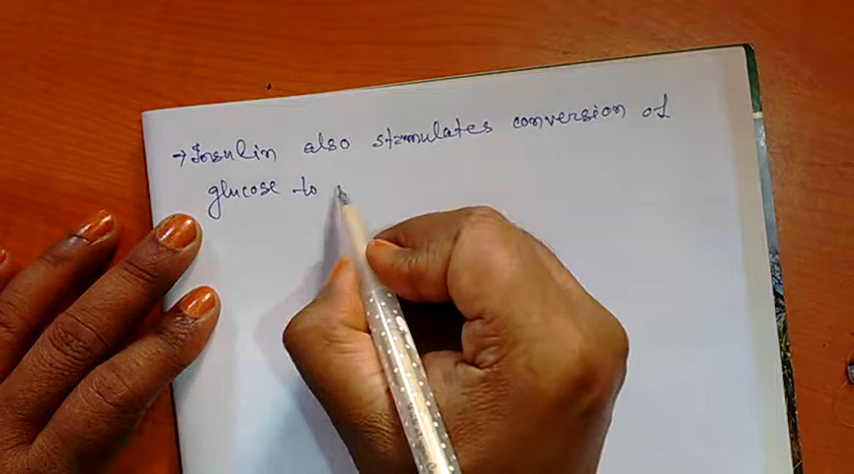 → Insulin also stimulates conversion of
glucose to